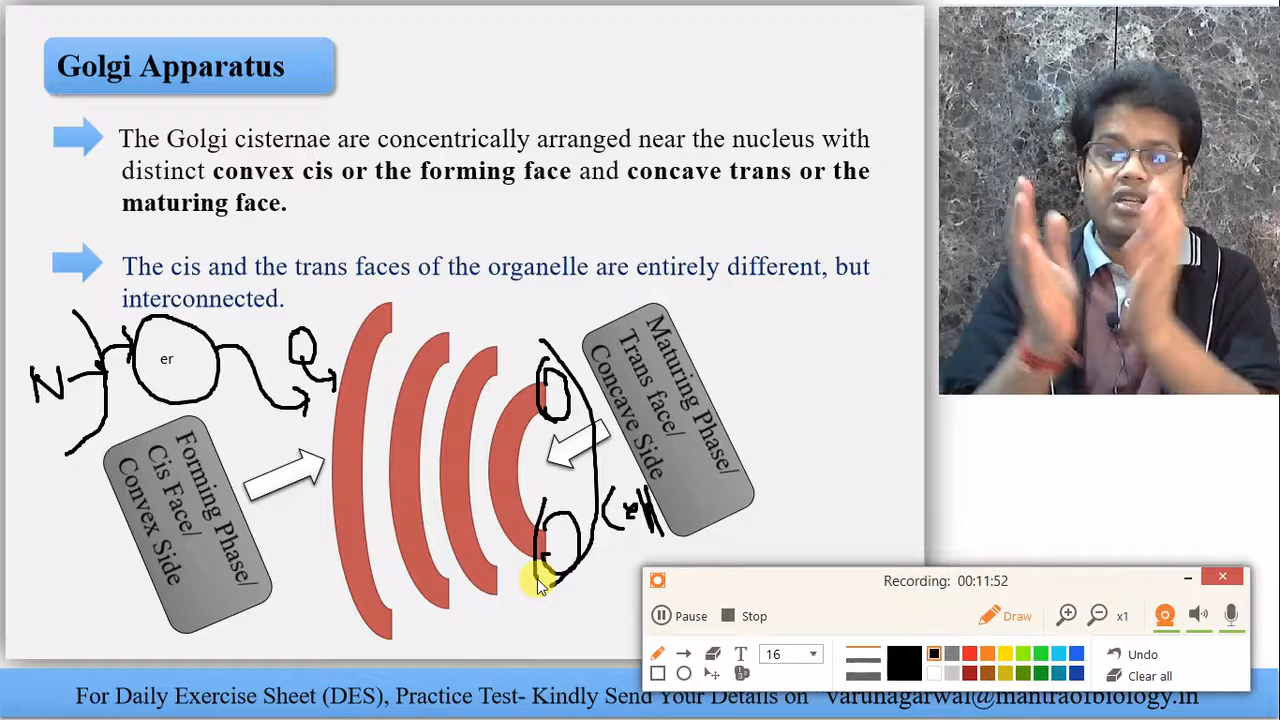 Golgi Apparatus
The Golgi cisternae are concentrically arranged near the nucleus with
distinct convex cis or the forming face and concave trans or the
maturing face.
The cis and the trans faces of the organelle are entirely different, but
interconnected.
N
er
Forming Phase/
Cis Face/
Convex Side
Maturing Phase/
Trans face/
Concave Side
Cell
Recording: 00:11:52
Pause
Stop
Draw
x1
T
16
Undo
Clear all
For Daily Exercise Sheet (DES), Practice Test- Kindly Send Your Details on "varunagarwal@mantraofbiology.in